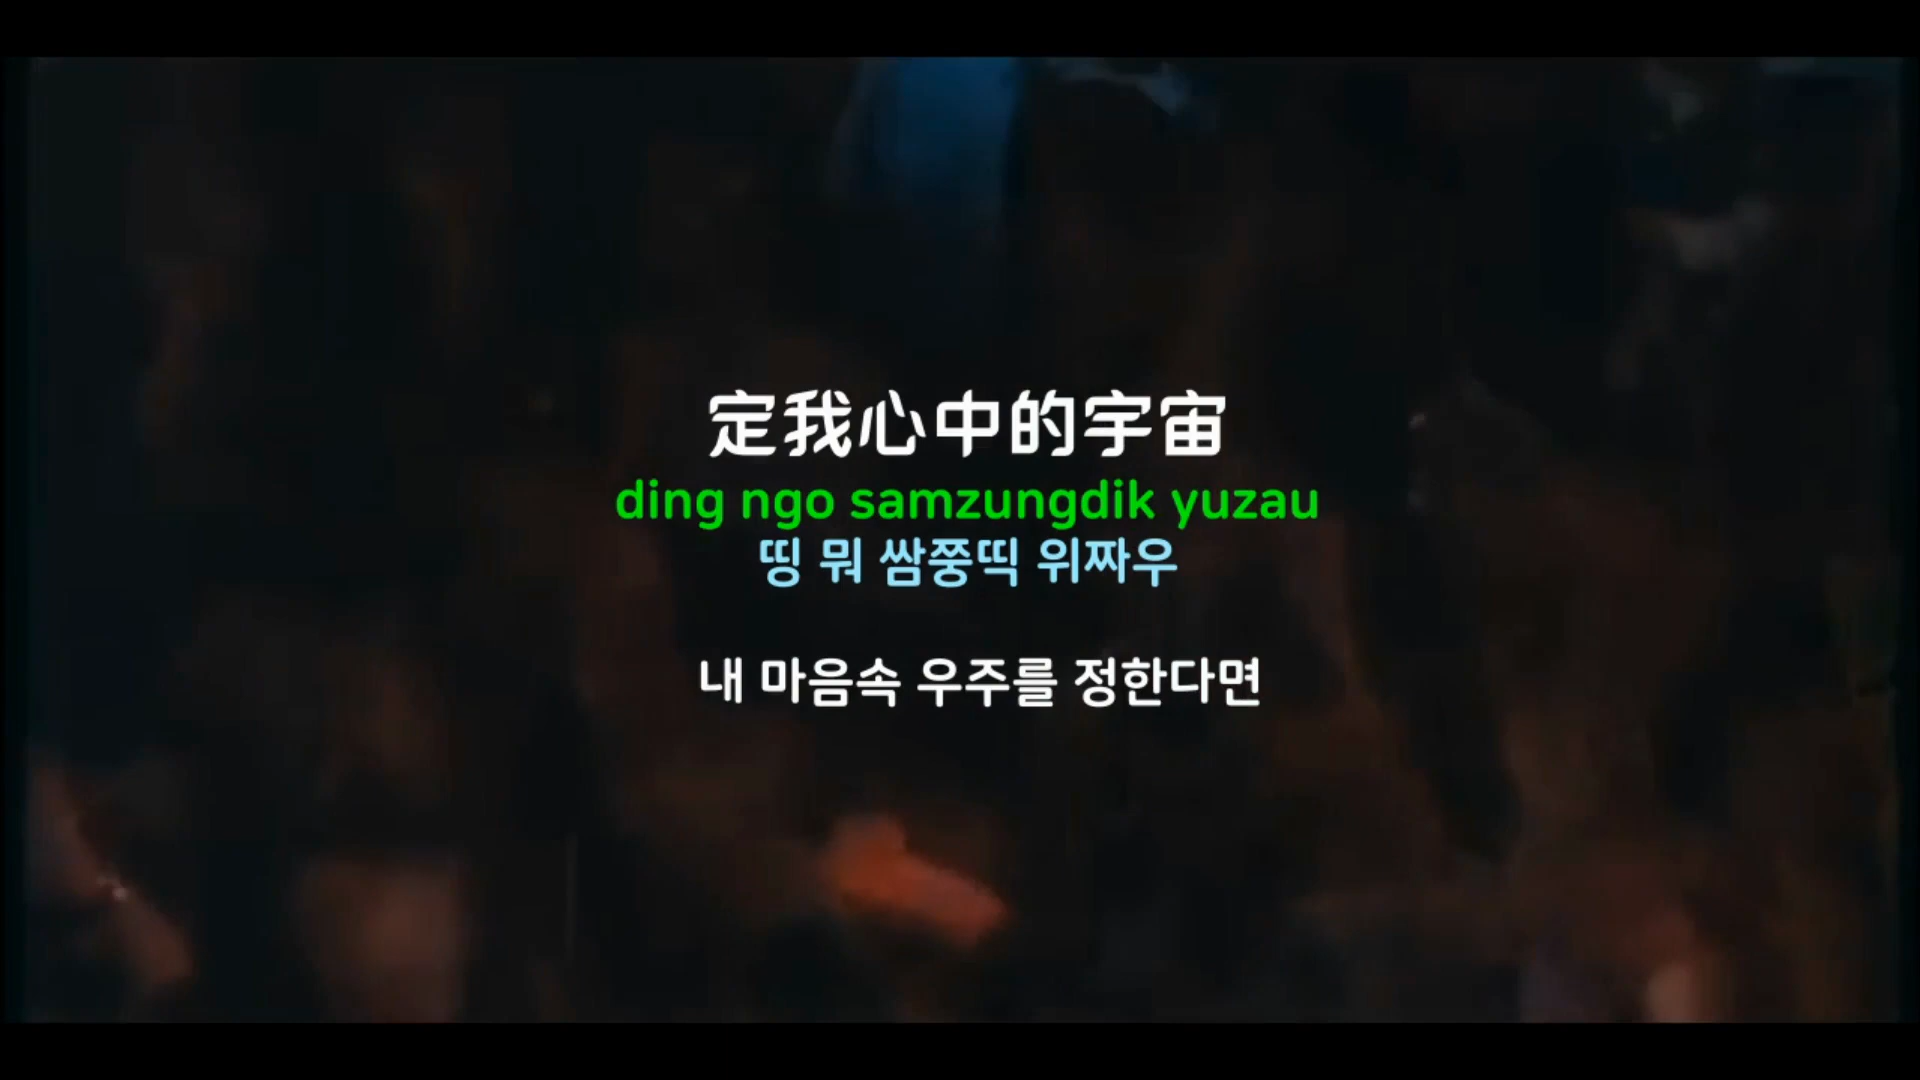 定我心中的宇宙
ding ngo samzungdik yuzau
띵 뭐 쌈쭝띡 위짜우
내 마음속 우주를 정한다면